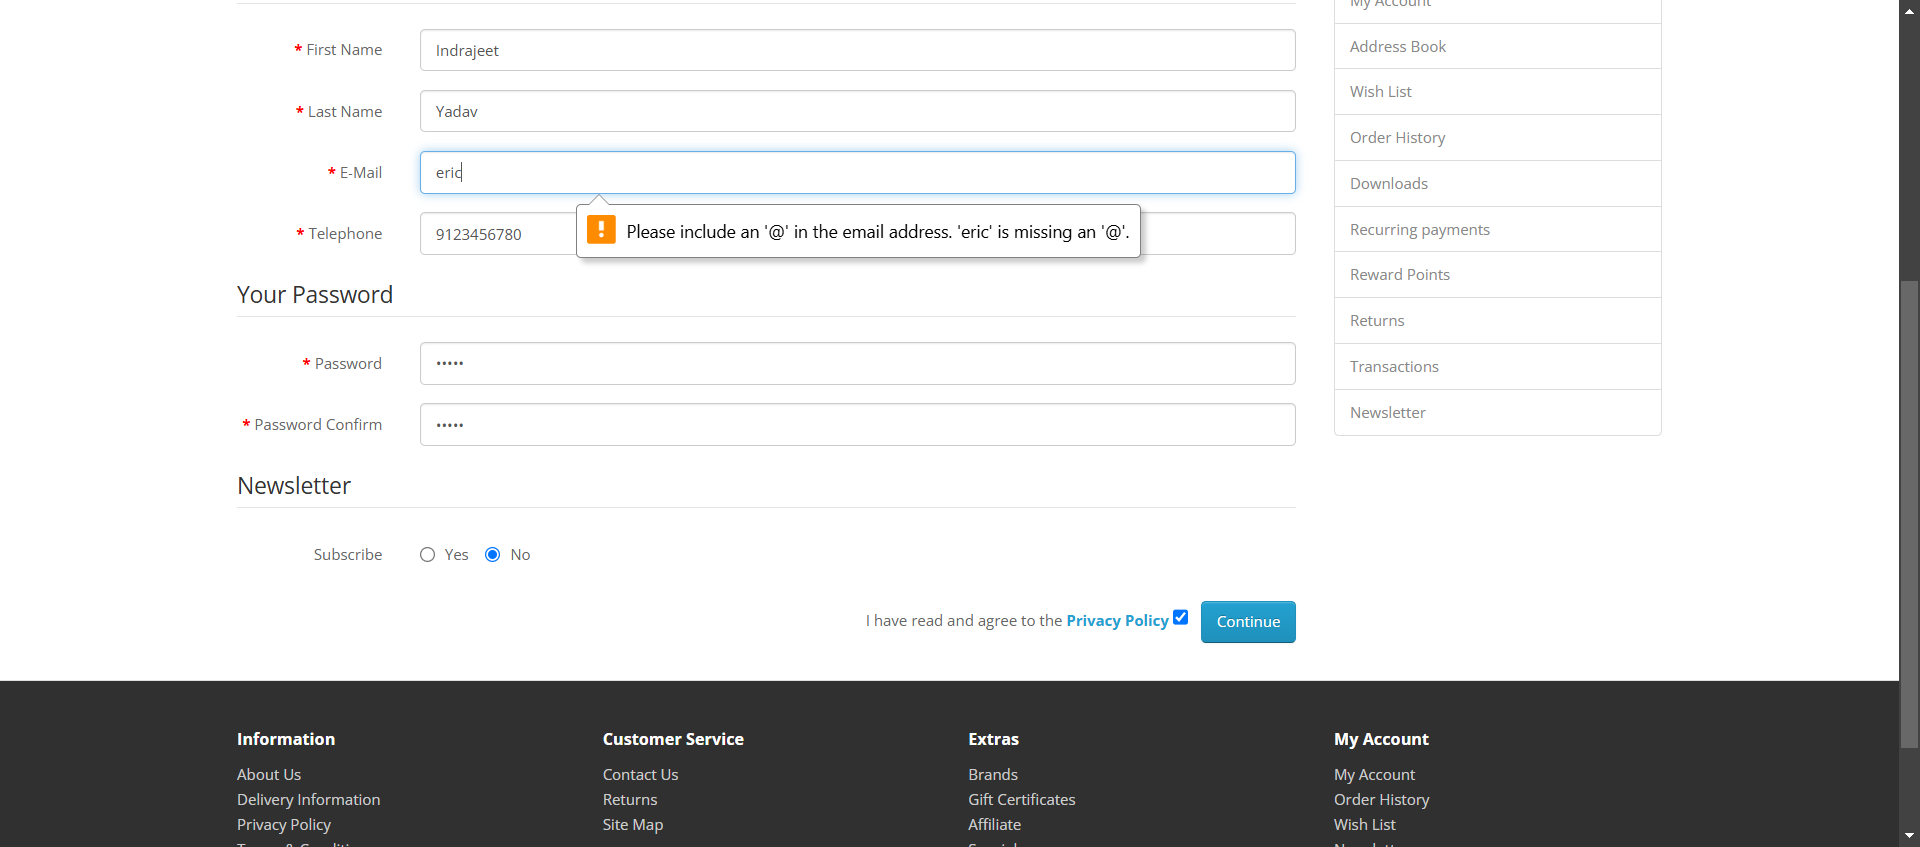 My Account
* First Name
Indrajeet
Address Book
* Last Name
Yadav
Wish List
Order History
* E-Mail
eric
Downloads
* Telephone
9123456780
Please include an '@' in the email address. 'eric' is missing an '@'.
Recurring payments
Reward Points
Your Password
Returns
* Password
•••••
Transactions
* Password Confirm
•••••
Newsletter
Newsletter
Subscribe
Yes
No
I have read and agree to the Privacy Policy
Continue
Information
About Us
Delivery Information
Privacy Policy
Customer Service
Contact Us
Returns
Site Map
Extras
Brands
Gift Certificates
Affiliate
My Account
My Account
Order History
Wish List